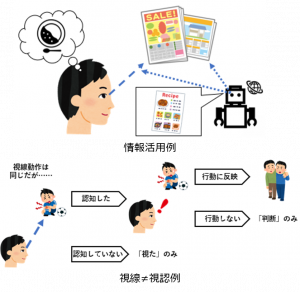 SALE!
Recipe
情報活用例
視線動作は
同じだが……
認知した
行動に反映
行動しない
「判断」のみ
認知していない
「視た」のみ
視線≠視認例